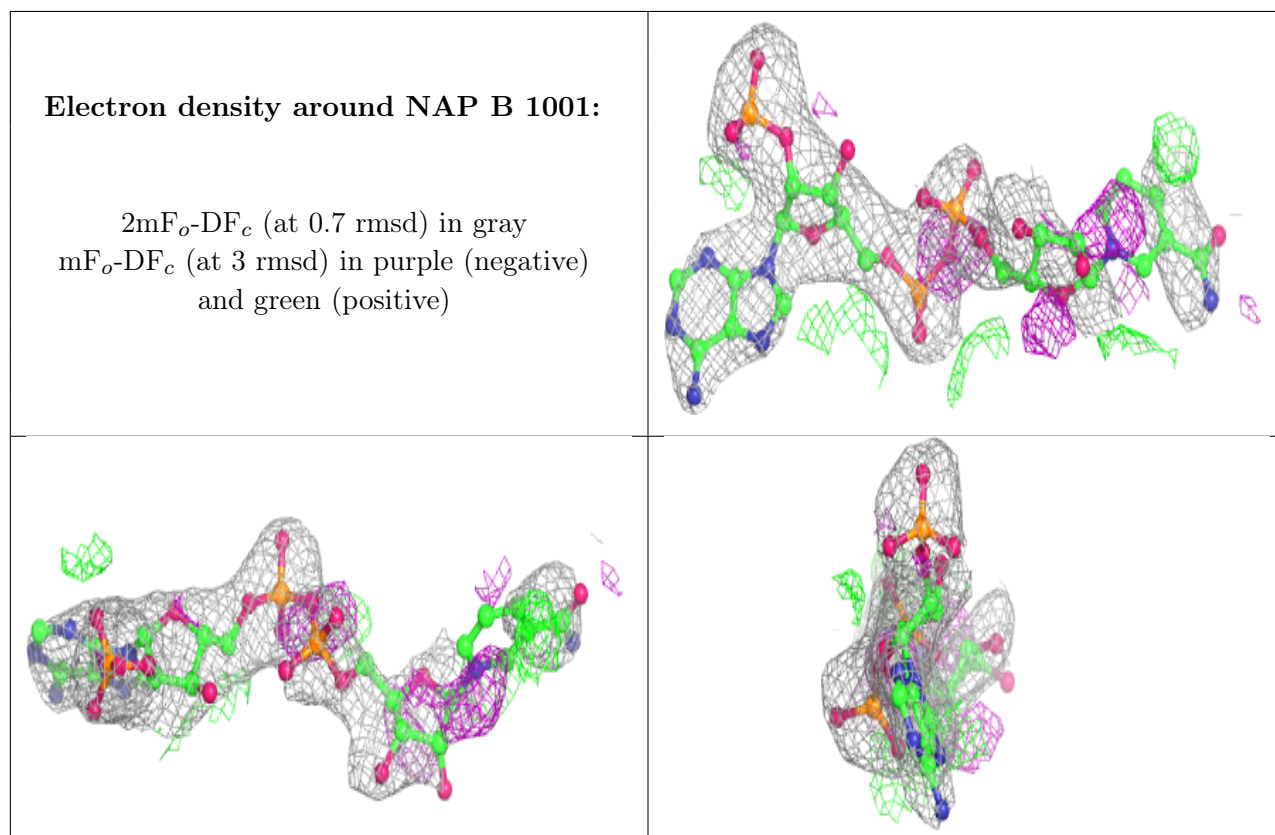 Electron density around NAP B 1001:
2mFo-DFc (at 0.7 rmsd) in gray
mFo-DFc (at 3 rmsd) in purple (negative)
and green (positive)